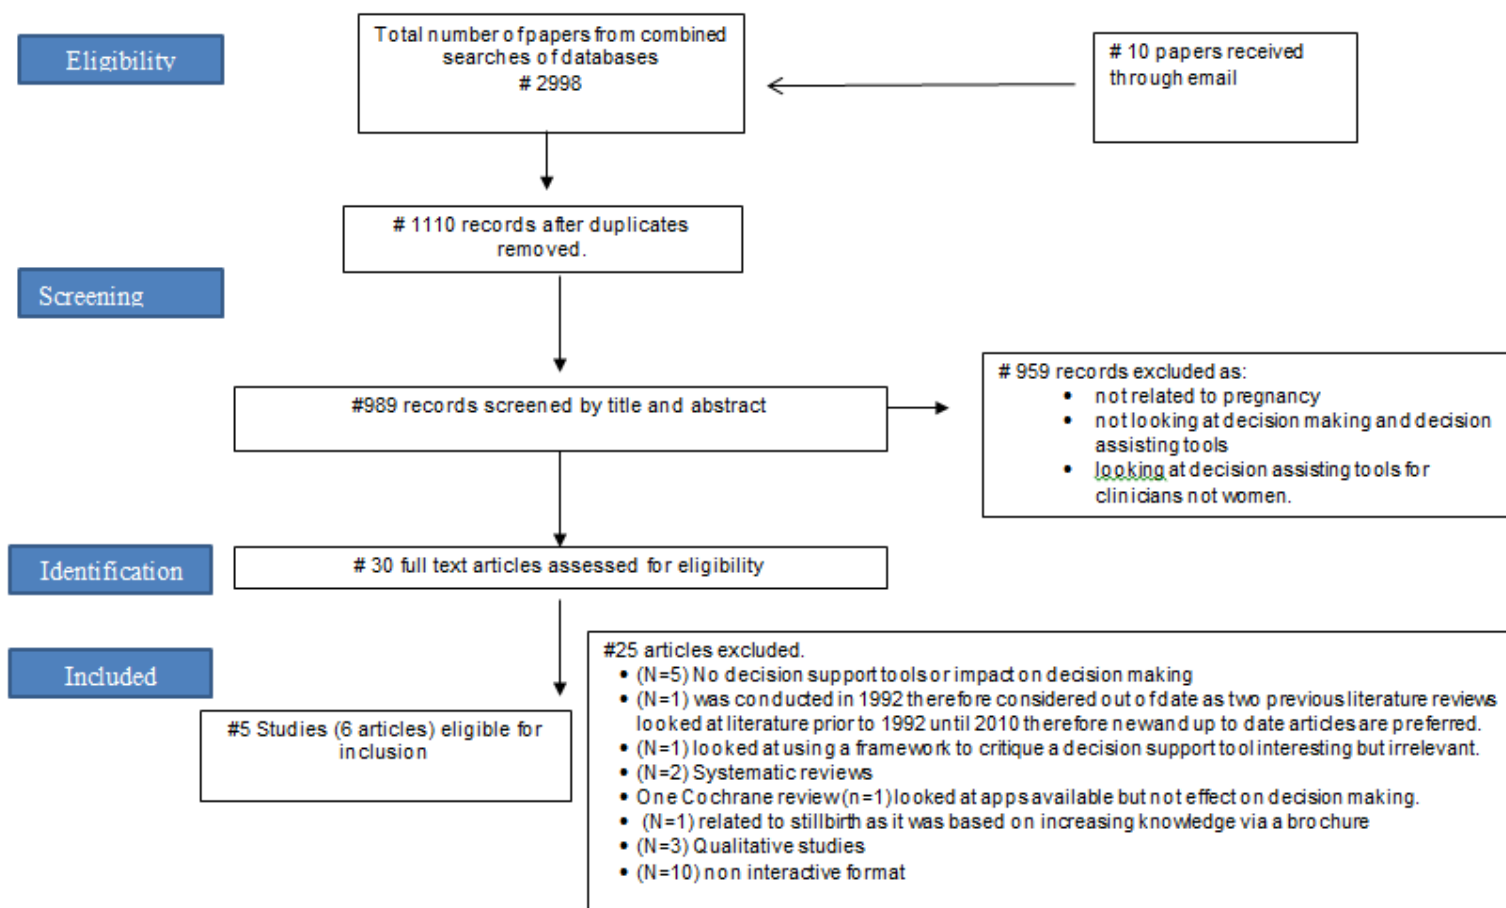 Eligibility
Total number of papers from combined
searches of databases
# 2998
# 10 papers received
through email
# 1110 records after duplicates
removed.
Screening
#989 records screened by title and abstract
# 959 records excluded as:
• not related to pregnancy
• not looking at decision making and decision
assisting tools
• looking at decision assisting tools for
clinicians not women.
Identification
# 30 full text articles assessed for eligibility
Included
#5 Studies (6 articles) eligible for
inclusion
#25 articles excluded.
• (N=5) No decision support tools or impact on decision making
• (N=1) was conducted in 1992 therefore considered out of date as two previous literature reviews
looked at literature prior to 1992 until 2010 therefore new and up to date articles are preferred.
• (N=1) looked at using a framework to critique a decision support tool interesting but irrelevant.
• (N=2) Systematic reviews
• One Cochrane review (n=1) looked at apps available but not effect on decision making.
• (N=1) related to stillbirth as it was based on increasing knowledge via a brochure
• (N=3) Qualitative studies
• (N=10) non interactive format